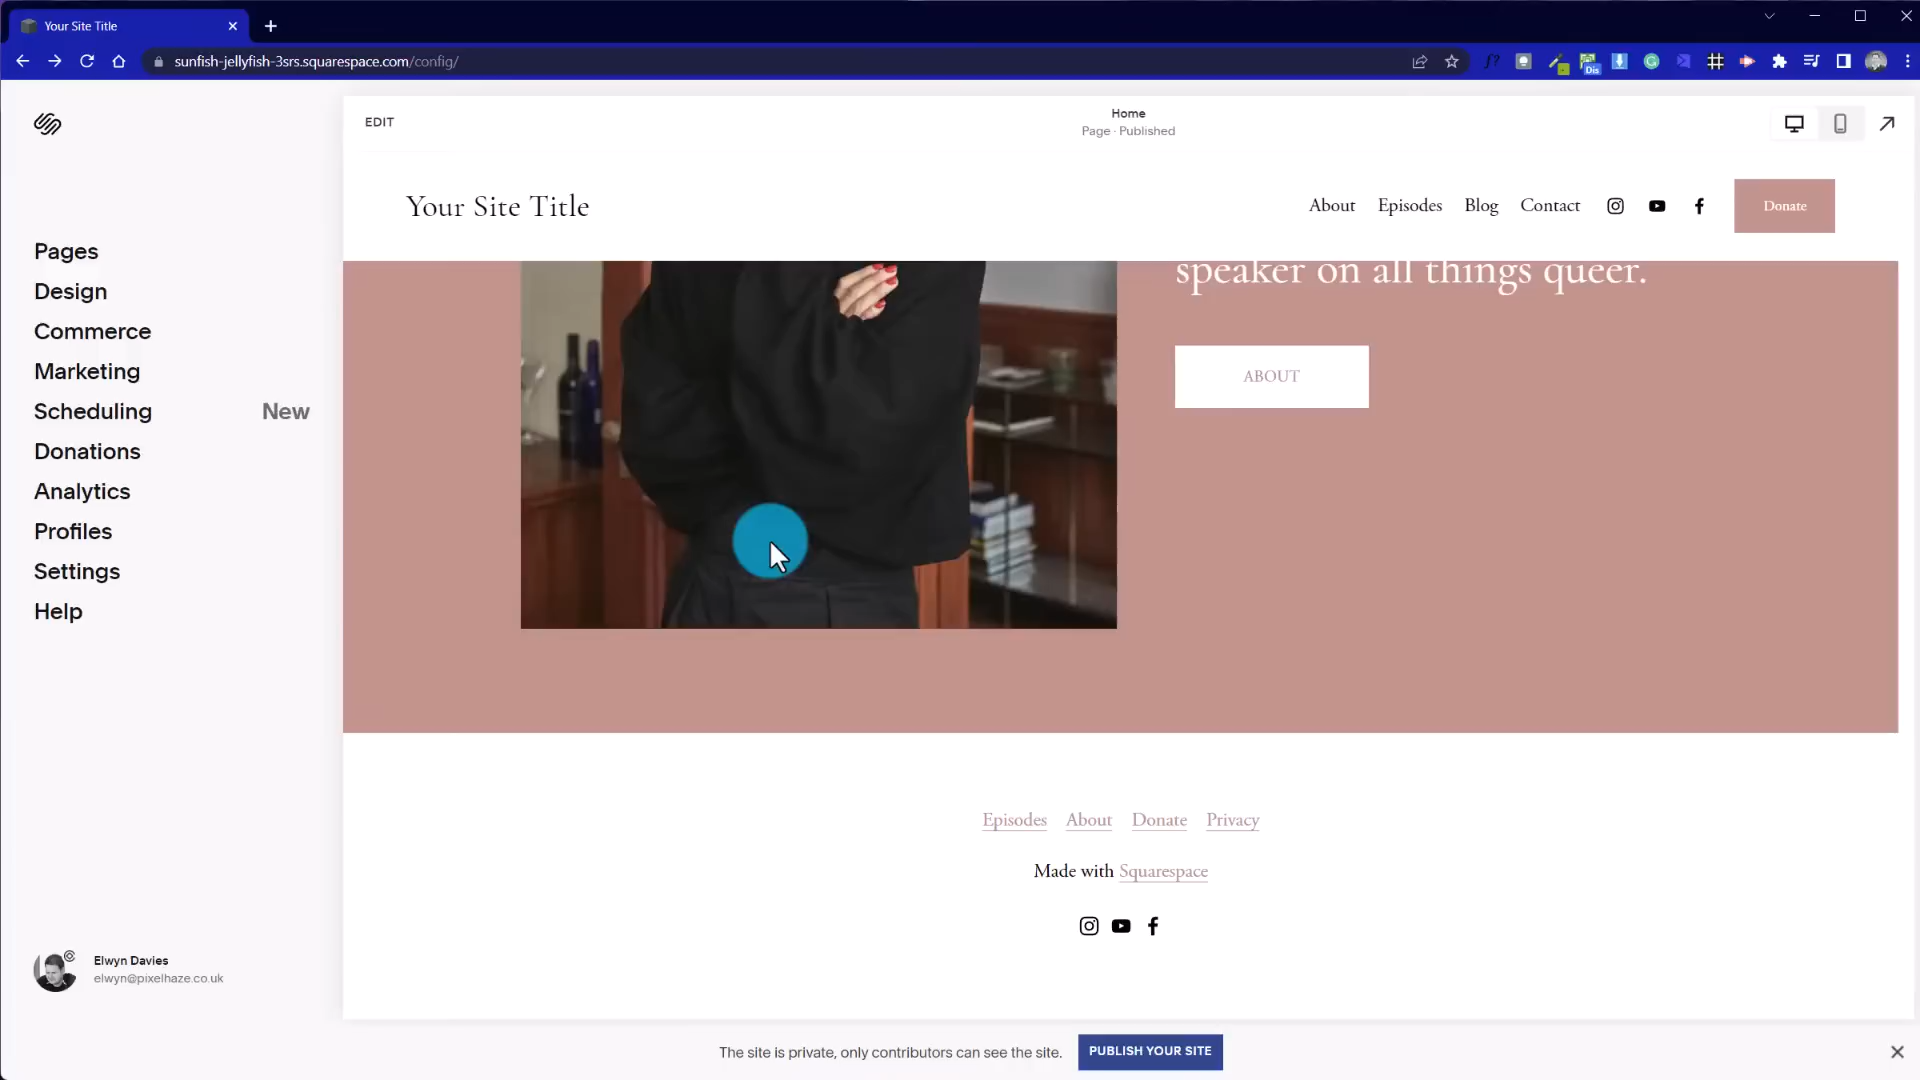 Your Site Title
sunfish-jellyfish-3srs.squarespace.com/config/
Dis
EDIT
Home
Page · Published
Your Site Title
About
Episodes
Blog
Contact
Donate
Pages
Design
Commerce
Marketing
Scheduling New
Donations
Analytics
Profiles
Settings
Help
speaker on all things queer.
ABOUT
Episodes About Donate Privacy
Made with Squarespace
Elwyn Davies
elwyn@pixelhaze.co.uk
The site is private, only contributors can see the site.
PUBLISH YOUR SITE